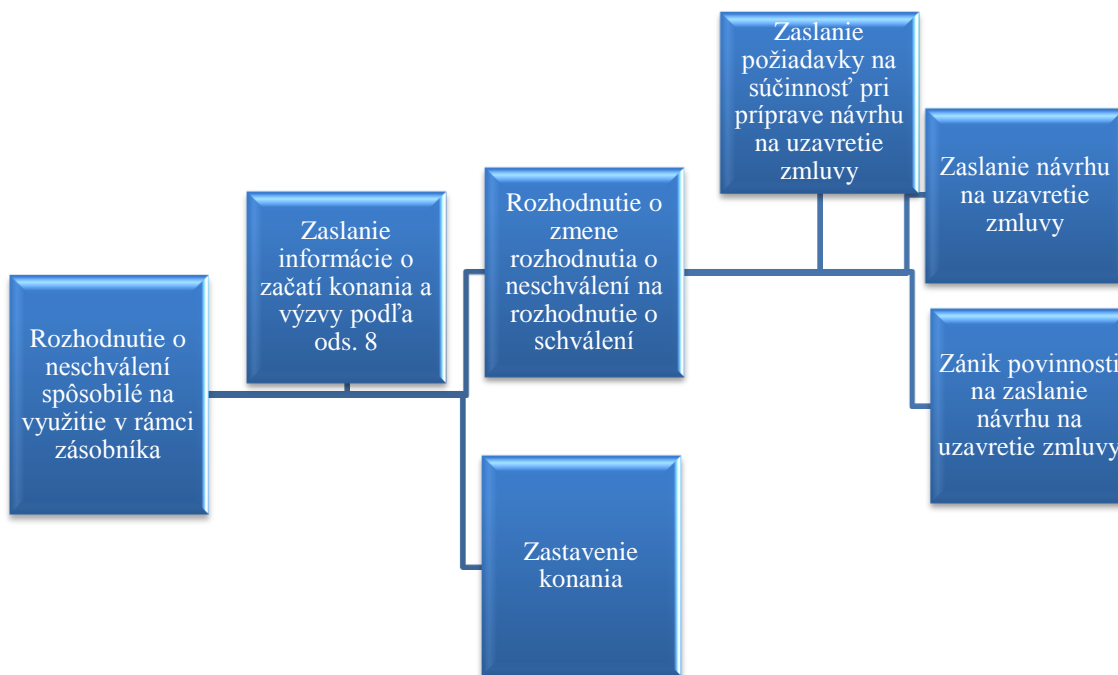 Rozhodnutie o
neschválení
spôsobilé na
využitie v rámci
zásobníka
Zaslanie
informácie o
začatí konania a
výzvy podľa
ods. 8
Rozhodnutie o
zmene
rozhodnutia o
neschválení na
rozhodnutie o
schválení
Zastavenie
konania
Zaslanie
požiadavky na
súčinnosť pri
príprave návrhu
na uzavretie
zmluvy
Zaslanie návrhu
na uzavretie
zmluvy
Zánik povinnosti
na zaslanie
návrhu na
uzavretie zmluvy